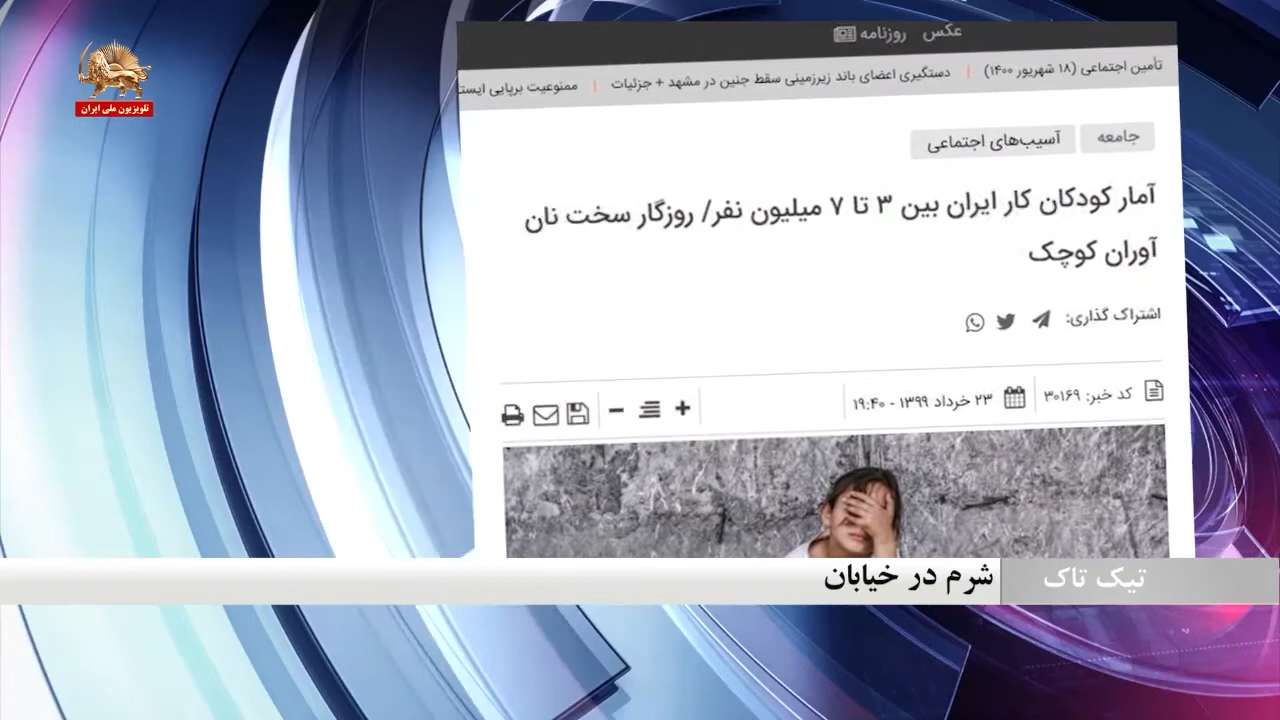 تلویزیون ملی ایران
عکس روزنامه
تأمین اجتماعی (۱۸ شهریور ۱۴۰۰) | دستگیری اعضای باند زیرزمینی سقط جنین در مشهد + جزئیات | ممنوعیت برپایی ایست
جامعه آسیب‌های اجتماعی
آمار کودکان کار ایران بین ۳ تا ۷ میلیون نفر/ روزگار سخت نان
آوران کوچک
اشتراک گذاری:
کد خبر: ۳۰۱۶۹ ۲۳ خرداد ۱۳۹۹ - ۱۹:۴۰
تیک تاک شرم در خیابان